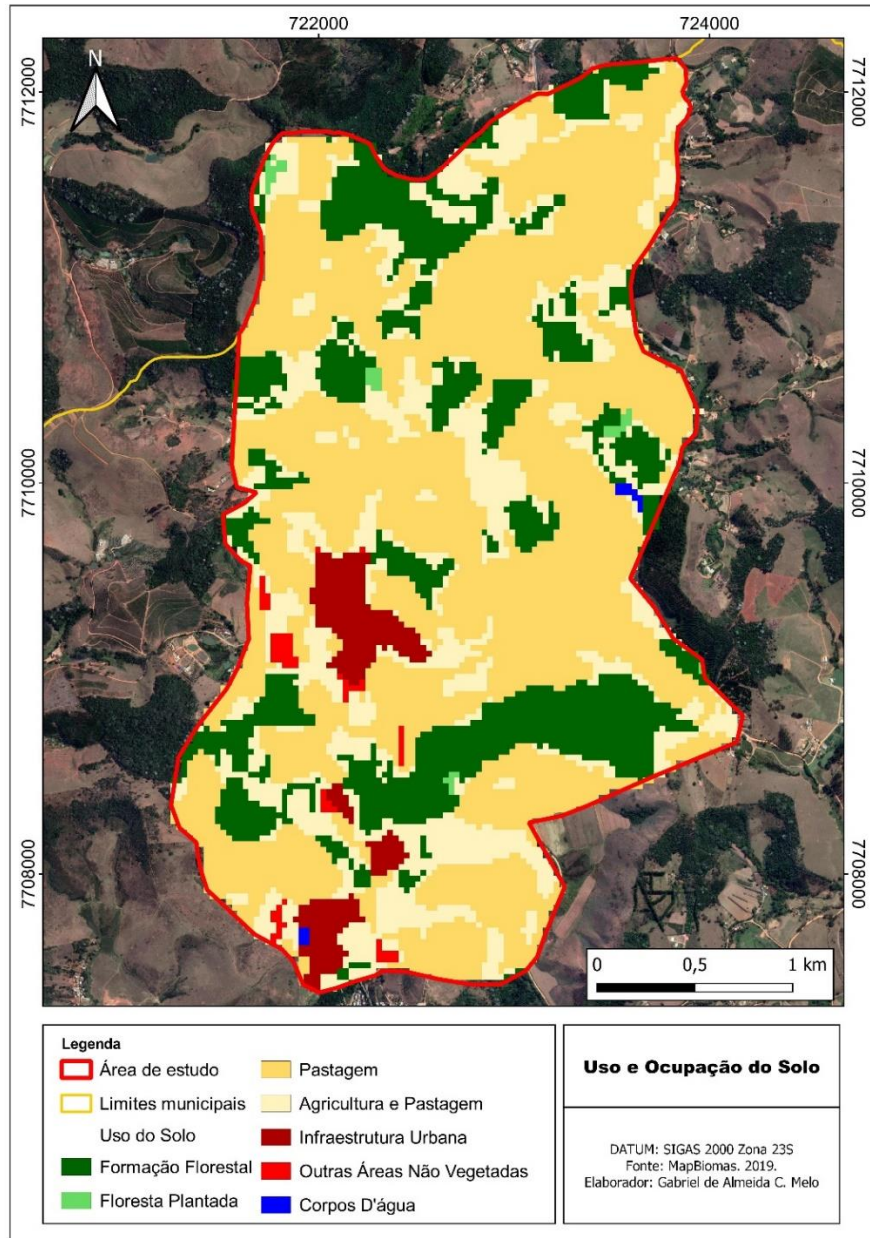 722000
724000
N
7712000
7712000
7710000
7710000
7708000
7708000
0
0,5
1 km
Legenda
Área de estudo
Limites municipais
Uso do Solo
Formação Florestal
Floresta Plantada
Pastagem
Agricultura e Pastagem
Infraestrutura Urbana
Outras Áreas Não Vegetadas
Corpos D'água
Uso e Ocupação do Solo
DATUM: SIGAS 2000 Zona 23S
Fonte: MapBiomas. 2019.
Elaborador: Gabriel de Almeida C. Melo